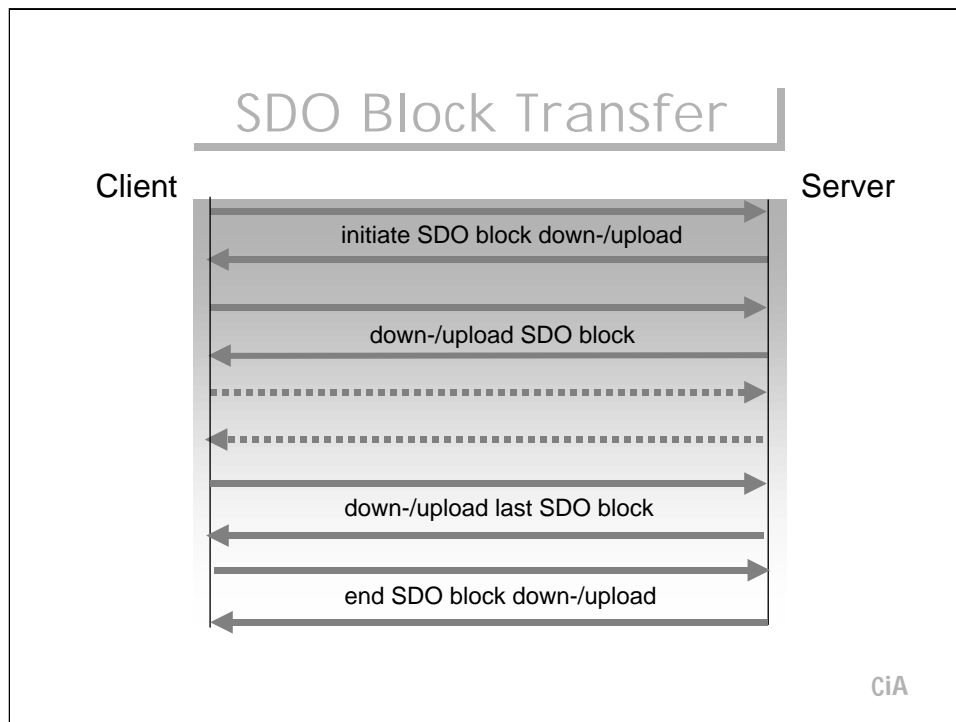 SDO Block Transfer
Client
Server
initiate SDO block down-/upload
down-/upload SDO block
down-/upload last SDO block
end SDO block down-/upload
CiA